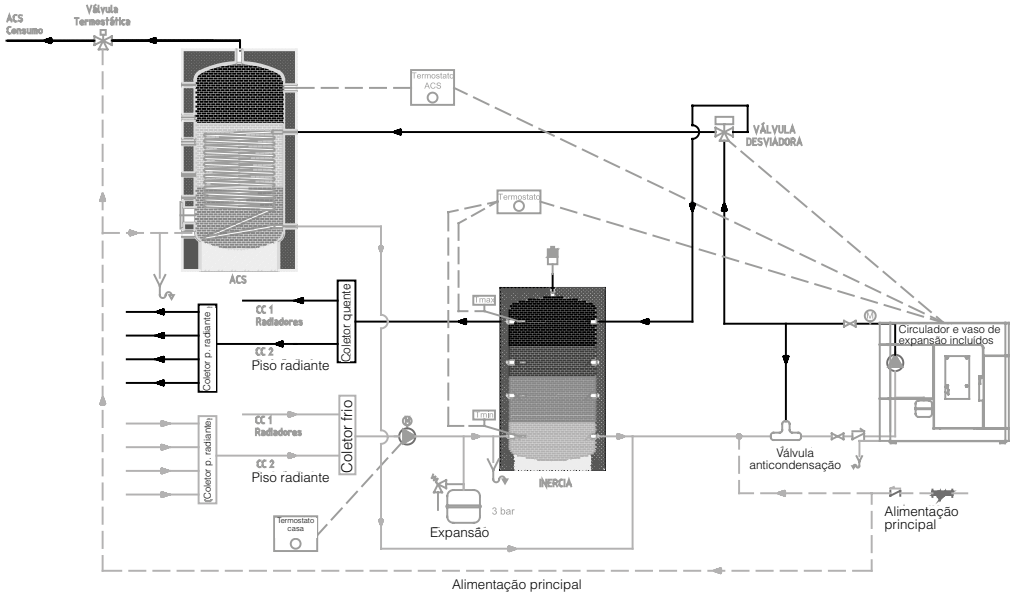 ACS
Consumo
Válvula
Termostática
Termostato
ACS
VÁLVULA
DESVIADORA
Termostato
ACS
Tmax
CC 1
Radiadores
CC 2
Piso radiante
Coletor p. radiante
Coletor quente
M
Circulador e vaso de
expansão incluídos
Tmin
CC 1
Radiadores
CC 2
Piso radiante
(Coletor p. radiante)
Coletor frio
M
Válvula
anticondensação
INERCIA
3 bar
Expansão
Termostato
casa
Alimentação
principal
Alimentação principal